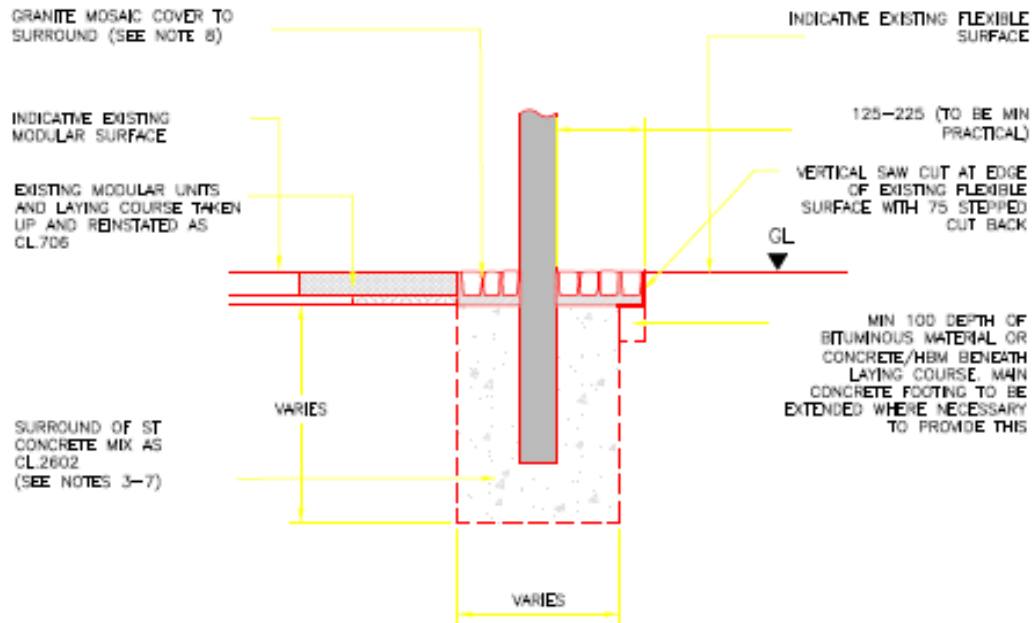 GRANITE MOSAIC COVER TO
SURROUND (SEE NOTE 8)
INDICATIVE EXISTING
MODULAR SURFACE
EXISTING MODULAR UNITS
AND LAYING COURSE TAKEN
UP AND REINSTATED AS
CL.706
VARIES
SURROUND OF ST
CONCRETE MIX AS
CL.2602
(SEE NOTES 3-7)
VARIES
INDICATIVE EXISTING FLEXIBLE
SURFACE
125-225 (TO BE MIN
PRACTICAL)
VERTICAL SAW CUT AT EDGE
OF EXISTING FLEXIBLE
SURFACE WITH 75 STEPPED
CUT BACK
GL
MIN 100 DEPTH OF
BITUMINOUS MATERIAL OR
CONCRETE/HBM BENEATH
LAYING COURSE. MAIN
CONCRETE FOOTING TO BE
EXTENDED WHERE NECESSARY
TO PROVIDE THIS